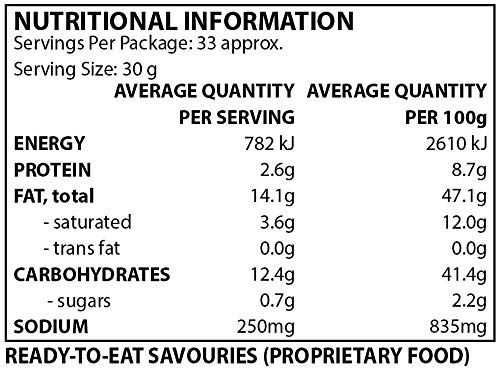 NUTRITIONAL INFORMATION
Servings Per Package: 33 approx.
Serving Size: 30 g
AVERAGE QUANTITY AVERAGE QUANTITY
PER SERVING PER 100g
ENERGY 782 kJ 2610 kJ
PROTEIN 2.6g 8.7g
FAT, total 14.1g 47.1g
- saturated 3.6g 12.0g
- trans fat 0.0g 0.0g
CARBOHYDRATES 12.4g 41.4g
- sugars 0.7g 2.2g
SODIUM 250mg 835mg
READY-TO-EAT SAVOURIES (PROPRIETARY FOOD)